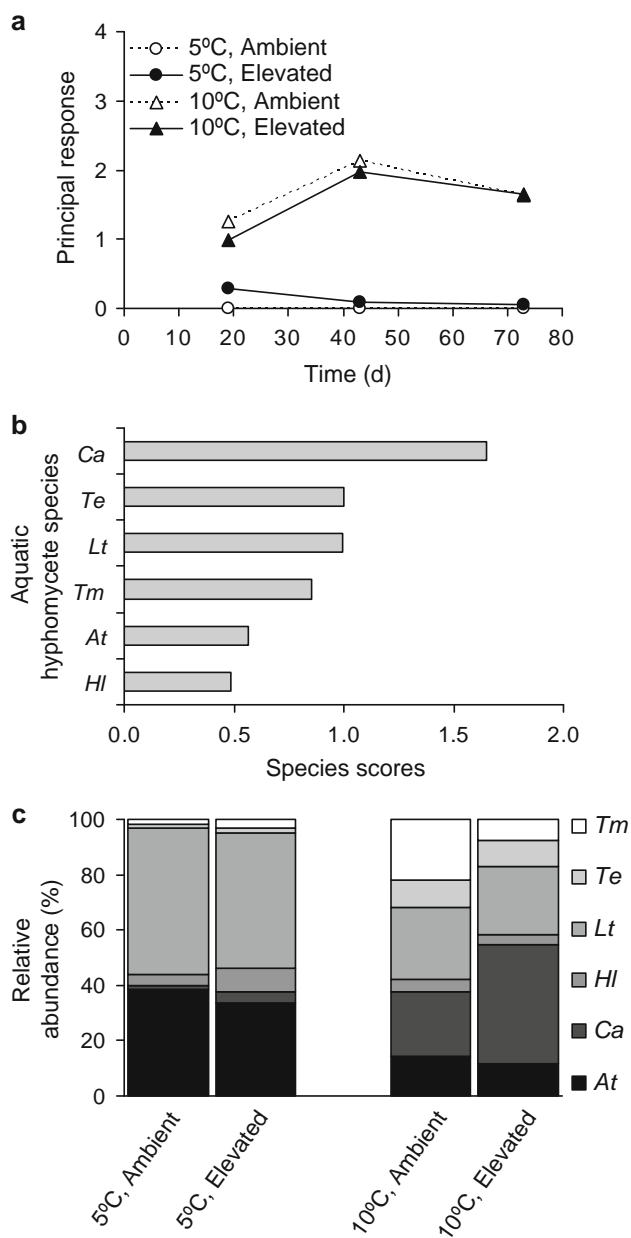 a
4
3
2
1
0
Principal response
5ºC, Ambient
5ºC, Elevated
10ºC, Ambient
10ºC, Elevated
0 10 20 30 40 50 60 70 80
Time (d)
b
Aquatic
hyphomycete species
Ca
Te
Lt
Tm
At
Hl
0.0 0.5 1.0 1.5 2.0
Species scores
c
Relative
abundance (%)
100
80
60
40
20
0
Tm
Te
Lt
Hl
Ca
At
5ºC, Ambient
5ºC, Elevated
10ºC, Ambient
10ºC, Elevated